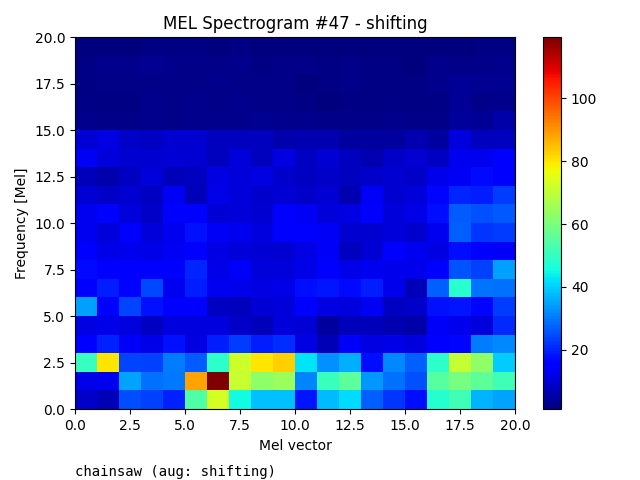 MEL Spectrogram #47 - shifting
20.0
17.5
15.0
12.5
10.0
7.5
5.0
2.5
0.0
Frequency [Mel]
0.0 2.5 5.0 7.5 10.0 12.5 15.0 17.5 20.0
Mel vector
100
80
60
40
20
chainsaw (aug: shifting)